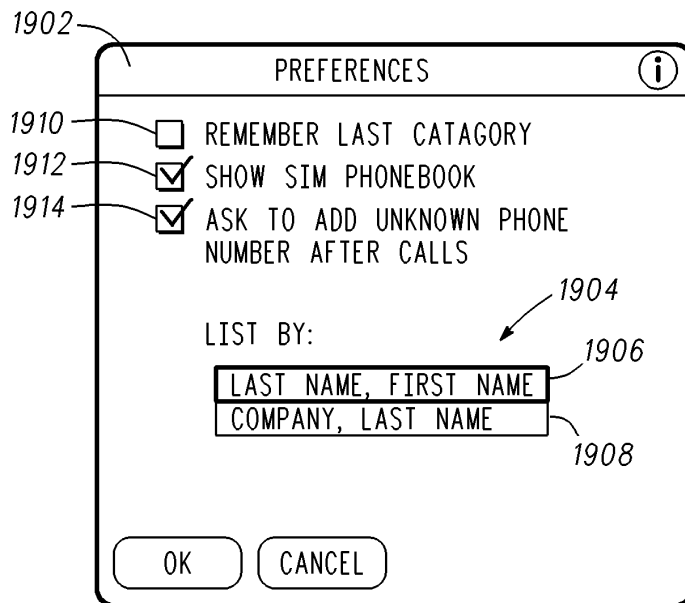 1902
PREFERENCES i
1910 REMEMBER LAST CATAGORY
1912 SHOW SIM PHONEBOOK
1914 ASK TO ADD UNKNOWN PHONE
NUMBER AFTER CALLS
1904
LIST BY:
1906
LAST NAME, FIRST NAME
COMPANY, LAST NAME
1908
OK CANCEL